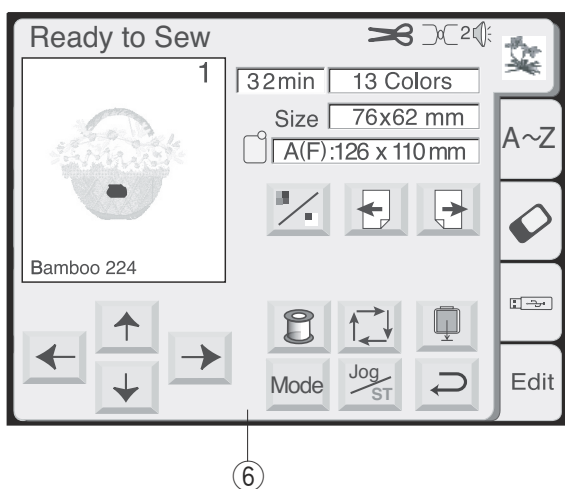 Ready to Sew
2
1
32min
13 Colors
Size
76x62 mm
A(F):126 x 110mm
A~Z
Bamboo 224
Mode
Jog
ST
Edit
⑥